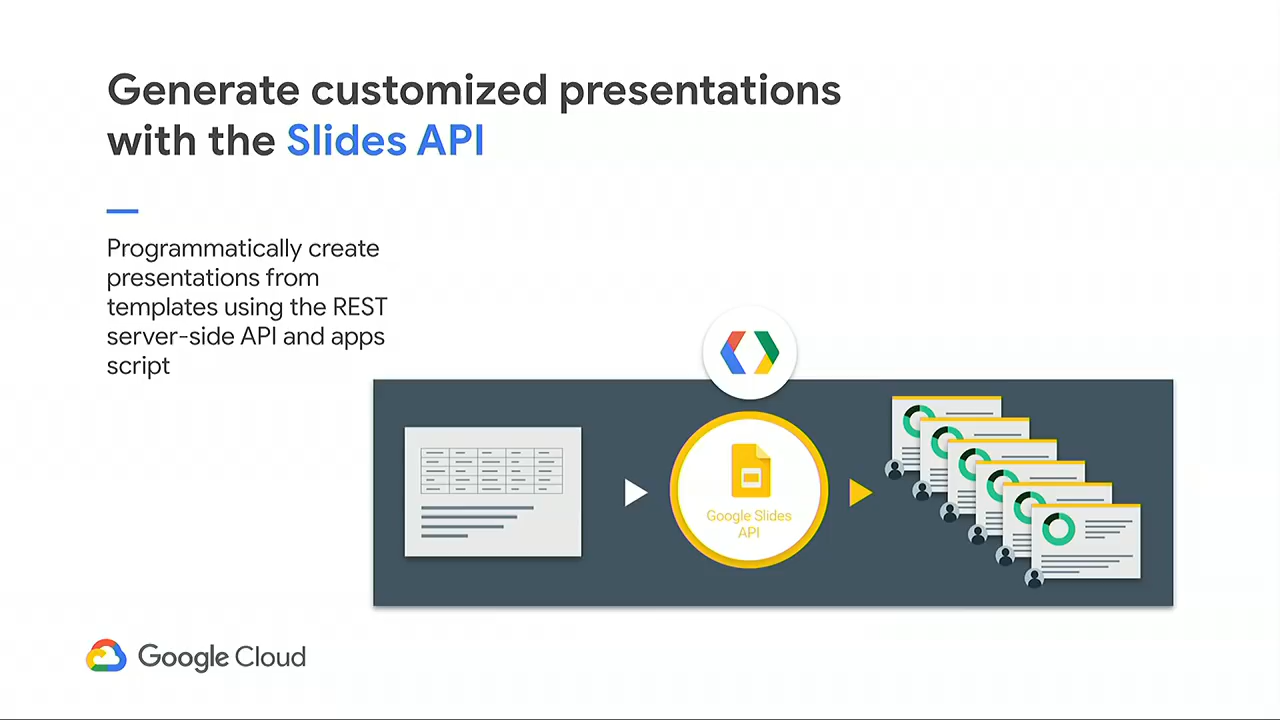 Generate customized presentations
with the Slides API
Programmatically create
presentations from
templates using the REST
server-side API and apps
script
Google Slides
API
Google Cloud